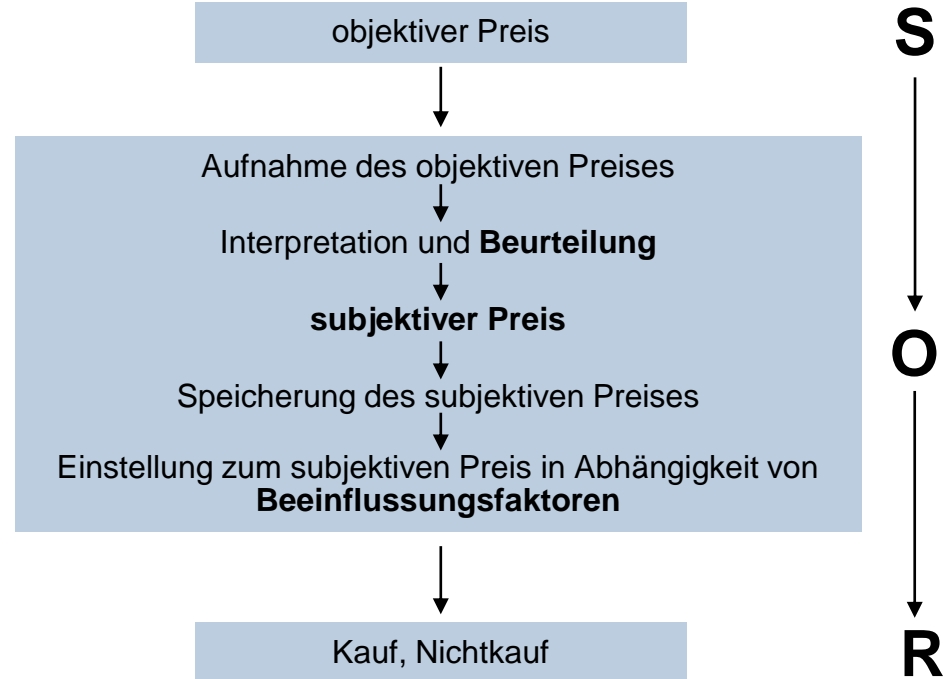 objektiver Preis
S
Aufnahme des objektiven Preises
Interpretation und Beurteilung
subjektiver Preis
O
Speicherung des subjektiven Preises
Einstellung zum subjektiven Preis in Abhängigkeit von
Beeinflussungsfaktoren
Kauf, Nichtkauf
R